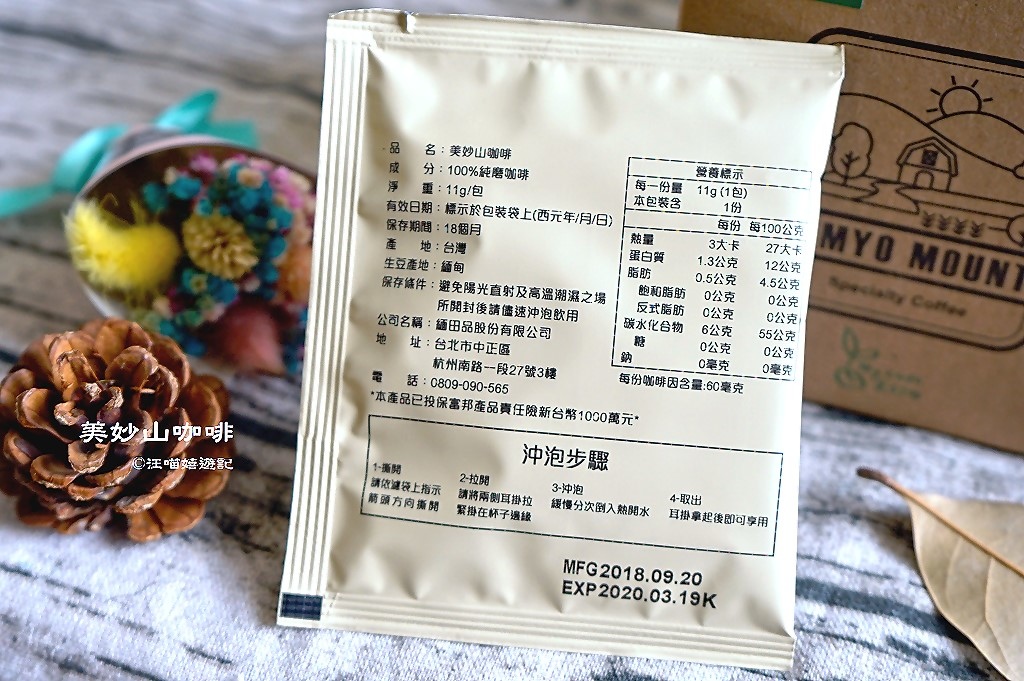 品 名：美妙山咖啡
成 分：100%純磨咖啡
淨 重：11g/包
有效日期：標示於包裝袋上(西元年/月/日)
保存期間：18個月
產 地：台灣
生豆產地：緬甸
保存條件：避免陽光直射及高溫潮濕之場
所開封後請儘速沖泡飲用
公司名稱：緬田品股份有限公司
地 址：台北市中正區
杭州南路一段27號3樓
電 話：0809-090-565
*本產品已投保富邦產品責任險新台幣1000萬元*
營養標示
每一份量 11g(1包)
本包裝含 1份
每份 每100公克
熱量 3大卡 27大卡
蛋白質 1.3公克 12公克
脂肪 0.5公克 4.5公克
飽和脂肪 0公克 0公克
反式脂肪 0公克 0公克
碳水化合物 6公克 55公克
糖 0公克 0公克
鈉 0毫克 0毫克
每份咖啡因含量:60毫克
沖泡步驟
1-撕開
請依濾袋上指示
箭頭方向撕開
2-拉開
請將兩側耳掛拉
緊掛在杯子邊緣
3-沖泡
緩慢分次倒入熱開水
4-取出
耳掛拿起後即可享用
MFG2018.09.20
EXP2020.03.19K
MYO MOUNT
Specialty Coffee
美妙山咖啡
©汪喵嬉遊記